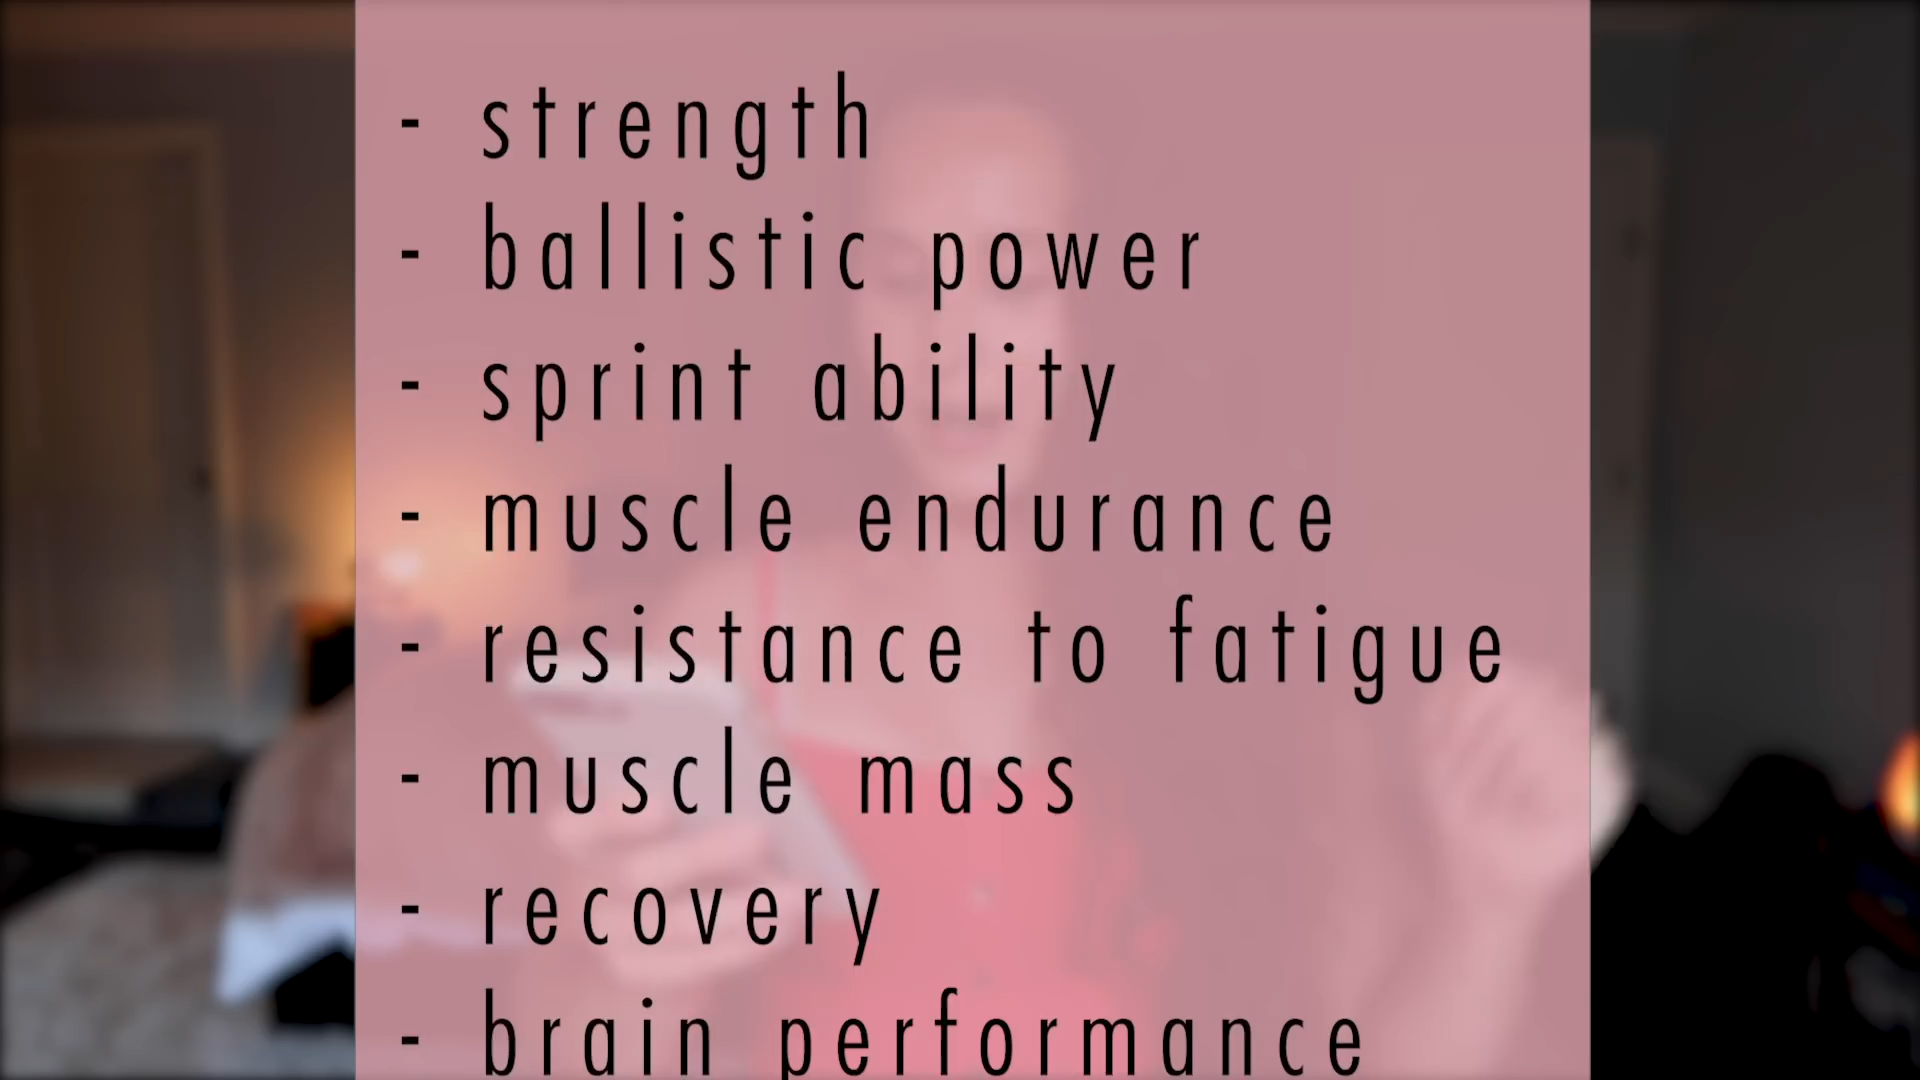 - strength
- ballistic power
- sprint ability
- muscle endurance
- resistance to fatigue
- muscle mass
- recovery
- brain performance